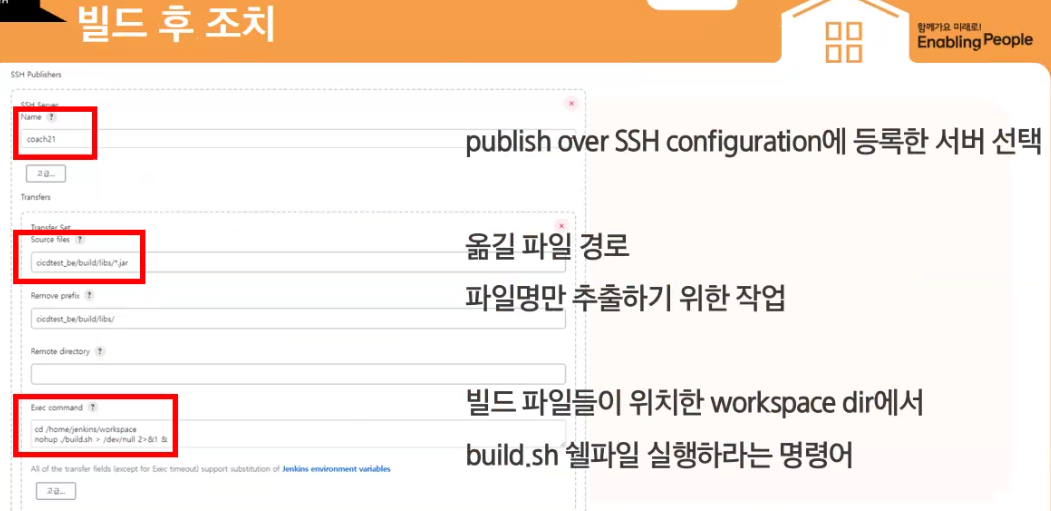 빌드 후 조치
함께가요 미래로!
Enabling People
SSH Publishers
SSH Server
Name ?
coach21
publish over SSH configuration에 등록한 서버 선택
고급...
Transfers
Transfer Set
Source files ?
cicdtest_be/build/libs/*.jar
옮길 파일 경로
Remove prefix ?
파일명만 추출하기 위한 작업
cicdtest_be/build/libs/
Remote directory ?
Exec command ?
cd /home/jenkins/workspace
nohup ./build.sh > /dev/null 2>&1 &
빌드 파일들이 위치한 workspace dir에서
build.sh 쉘파일 실행하라는 명령어
All of the transfer fields (except for Exec timeout) support substitution of Jenkins environment variables
고급...